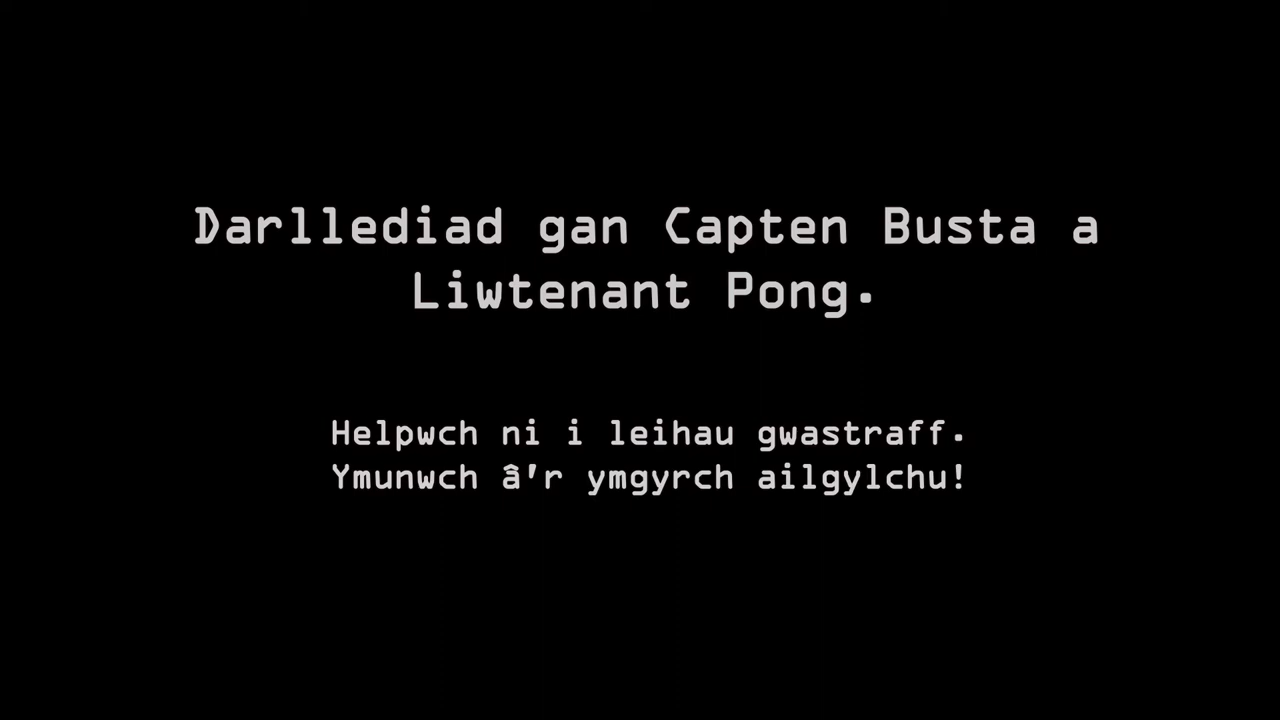 Darllediad gan Capten Busta a
Liwtenant Pong.
Helpwch ni i leihau gwastraff.
Ymunwch â'r ymgyrch ailgylchu!